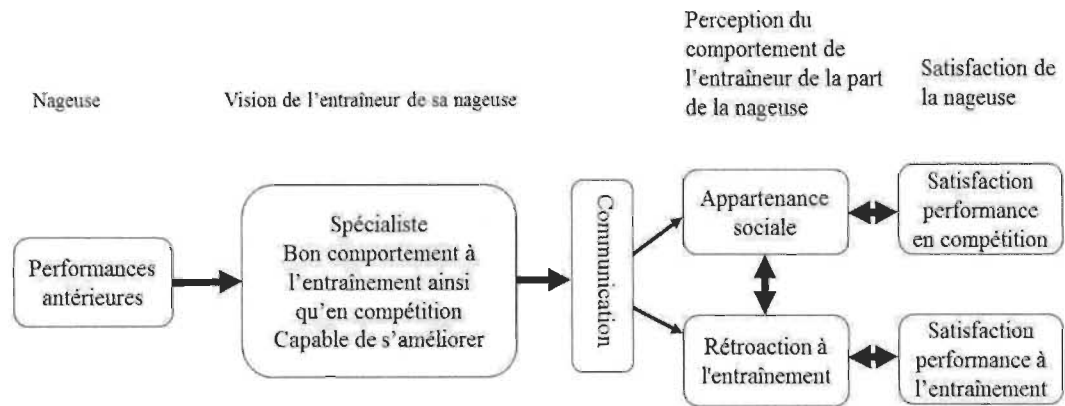 Nageuse
Vision de l'entraîneur de sa nageuse
Perception du
comportement de
l'entraîneur de la part
de la nageuse
Satisfaction de
la nageuse
Performances
antérieures
Spécialiste
Bon comportement à
l'entraînement ainsi
qu'en compétition
Capable de s'améliorer
Communication
Appartenance
sociale
Rétroaction à
l'entraînement
Satisfaction
performance
en compétition
Satisfaction
performance à
l'entraînement